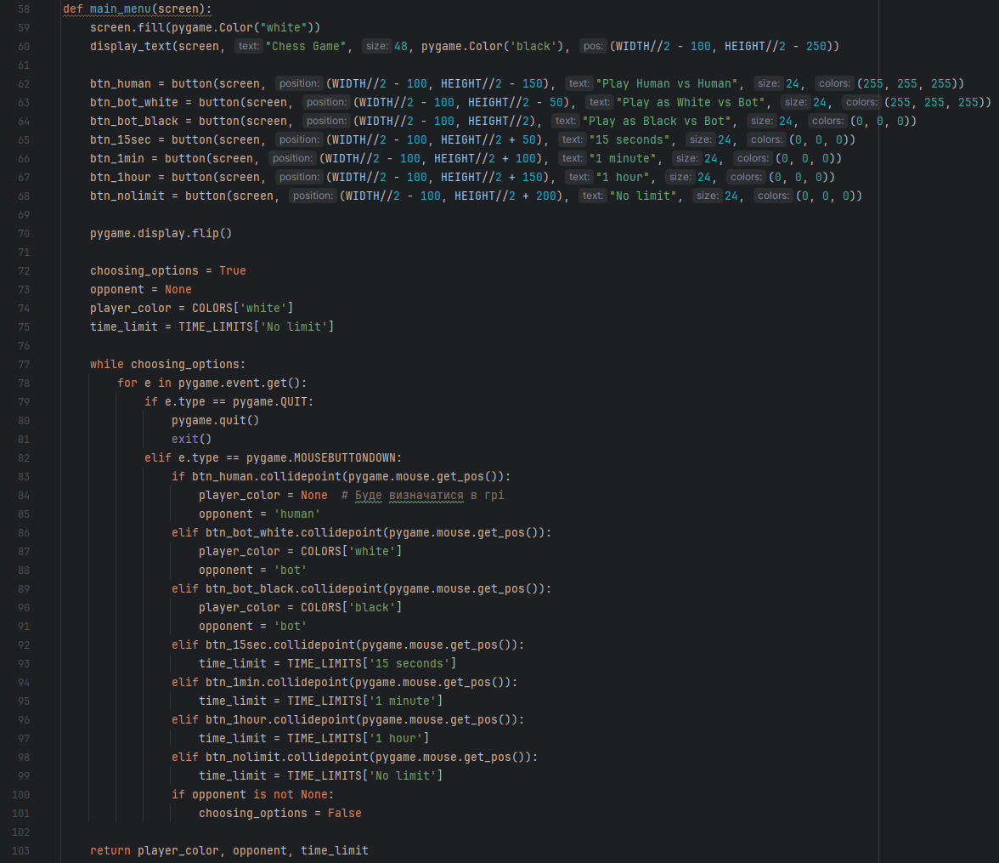 58 def main_menu(screen):
59 screen.fill(pygame.Color("white"))
60 display_text(screen, text: "Chess Game", size: 48, pygame.Color('black'), pos: (WIDTH//2 - 100, HEIGHT//2 - 250))
61
62 btn_human = button(screen, position: (WIDTH//2 - 100, HEIGHT//2 - 150), text: "Play Human vs Human", size: 24, colors: (255, 255, 255))
63 btn_bot_white = button(screen, position: (WIDTH//2 - 100, HEIGHT//2 - 50), text: "Play as White vs Bot", size: 24, colors: (255, 255, 255))
64 btn_bot_black = button(screen, position: (WIDTH//2 - 100, HEIGHT//2), text: "Play as Black vs Bot", size: 24, colors: (0, 0, 0))
65 btn_15sec = button(screen, position: (WIDTH//2 - 100, HEIGHT//2 + 50), text: "15 seconds", size: 24, colors: (0, 0, 0))
66 btn_1min = button(screen, position: (WIDTH//2 - 100, HEIGHT//2 + 100), text: "1 minute", size: 24, colors: (0, 0, 0))
67 btn_1hour = button(screen, position: (WIDTH//2 - 100, HEIGHT//2 + 150), text: "1 hour", size: 24, colors: (0, 0, 0))
68 btn_nolimit = button(screen, position: (WIDTH//2 - 100, HEIGHT//2 + 200), text: "No limit", size: 24, colors: (0, 0, 0))
69
70 pygame.display.flip()
71
72 choosing_options = True
73 opponent = None
74 player_color = COLORS['white']
75 time_limit = TIME_LIMITS['No limit']
76
77 while choosing_options:
78 for e in pygame.event.get():
79 if e.type == pygame.QUIT:
80 pygame.quit()
81 exit()
82 elif e.type == pygame.MOUSEBUTTONDOWN:
83 if btn_human.collidepoint(pygame.mouse.get_pos()):
84 player_color = None # Буде визначатися в грі
85 opponent = 'human'
86 elif btn_bot_white.collidepoint(pygame.mouse.get_pos()):
87 player_color = COLORS['white']
88 opponent = 'bot'
89 elif btn_bot_black.collidepoint(pygame.mouse.get_pos()):
90 player_color = COLORS['black']
91 opponent = 'bot'
92 elif btn_15sec.collidepoint(pygame.mouse.get_pos()):
93 time_limit = TIME_LIMITS['15 seconds']
94 elif btn_1min.collidepoint(pygame.mouse.get_pos()):
95 time_limit = TIME_LIMITS['1 minute']
96 elif btn_1hour.collidepoint(pygame.mouse.get_pos()):
97 time_limit = TIME_LIMITS['1 hour']
98 elif btn_nolimit.collidepoint(pygame.mouse.get_pos()):
99 time_limit = TIME_LIMITS['No limit']
100 if opponent is not None:
101 choosing_options = False
102
103 return player_color, opponent, time_limit